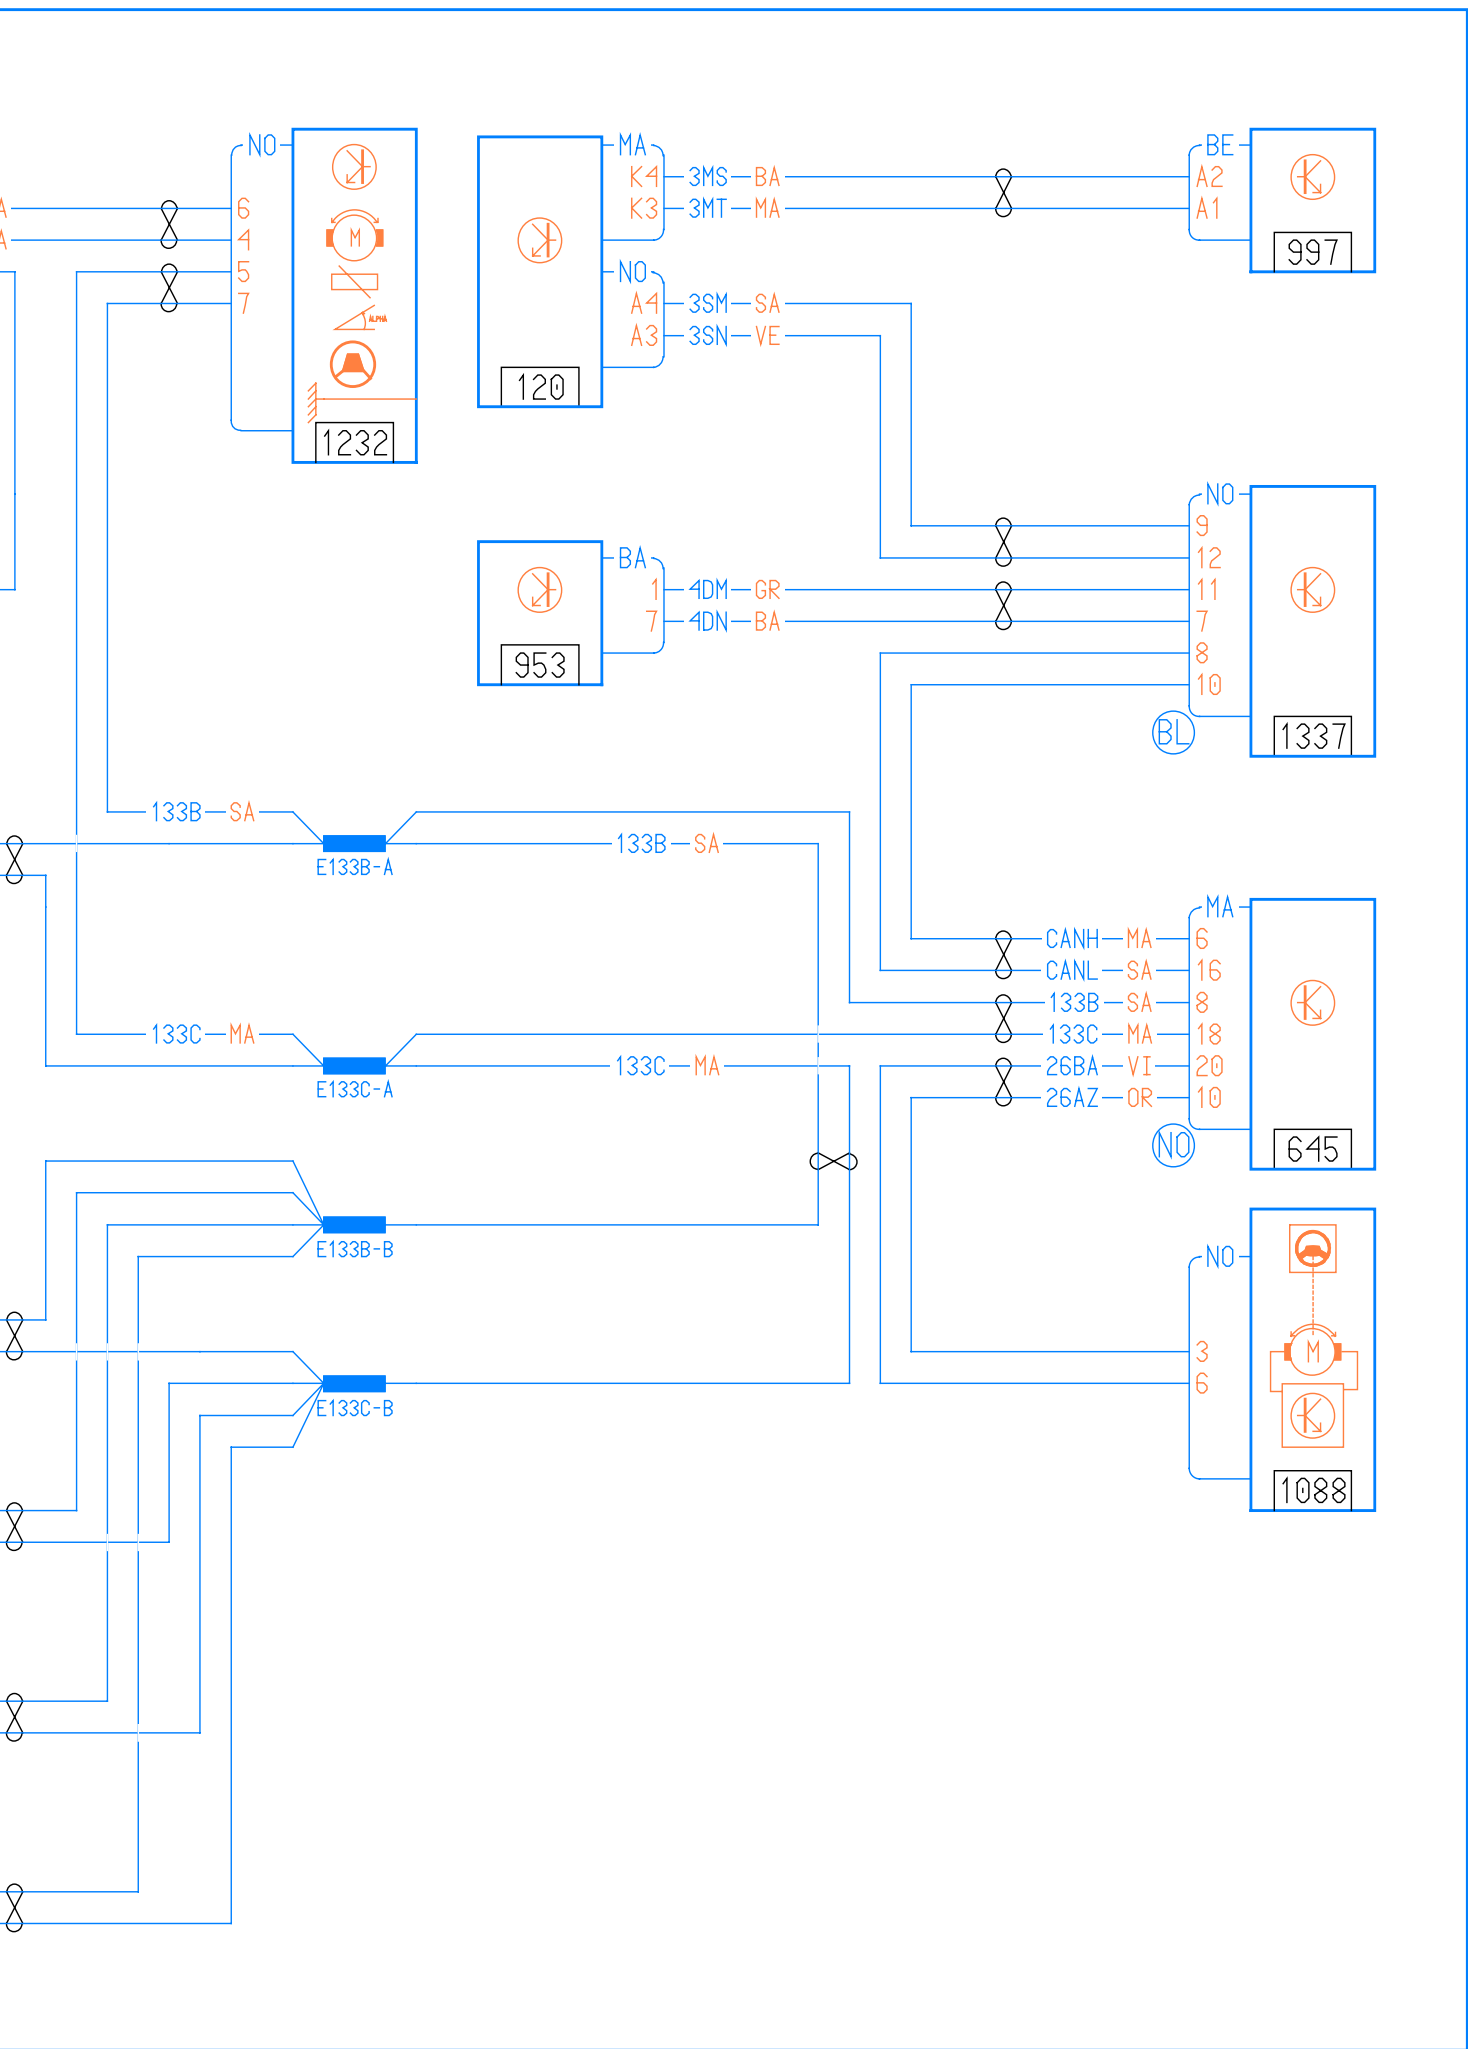 NO
6
4
5
7
ALPHA
1232
MA
K4 3MS BA
K3 3MT MA
NO
A4 3SM SA
A3 3SN VE
120
BE
A2
A1
997
BA
1 4DM GR
7 4DN BA
953
NO
9
12
11
7
8
10
BL
1337
133B SA
E133B-A
133B SA
133C MA
E133C-A
133C MA
MA
CANH MA 6
CANL SA 16
133B SA 8
133C MA 18
26BA VI 20
26AZ OR 10
NO
645
E133B-B
E133C-B
NO
M
3
6
1088
A
A
M